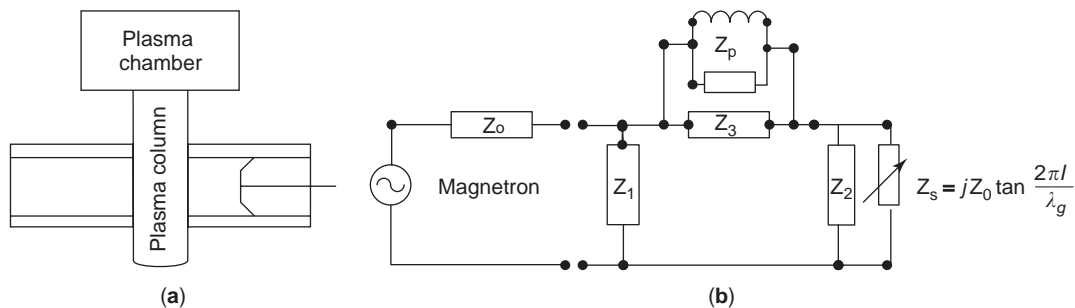 Plasma
chamber
Plasma column
(a)
Zo
Magnetron
Z1
Zp
Z3
Z2
Zs = jZ0 tan 2πl/λg
(b)